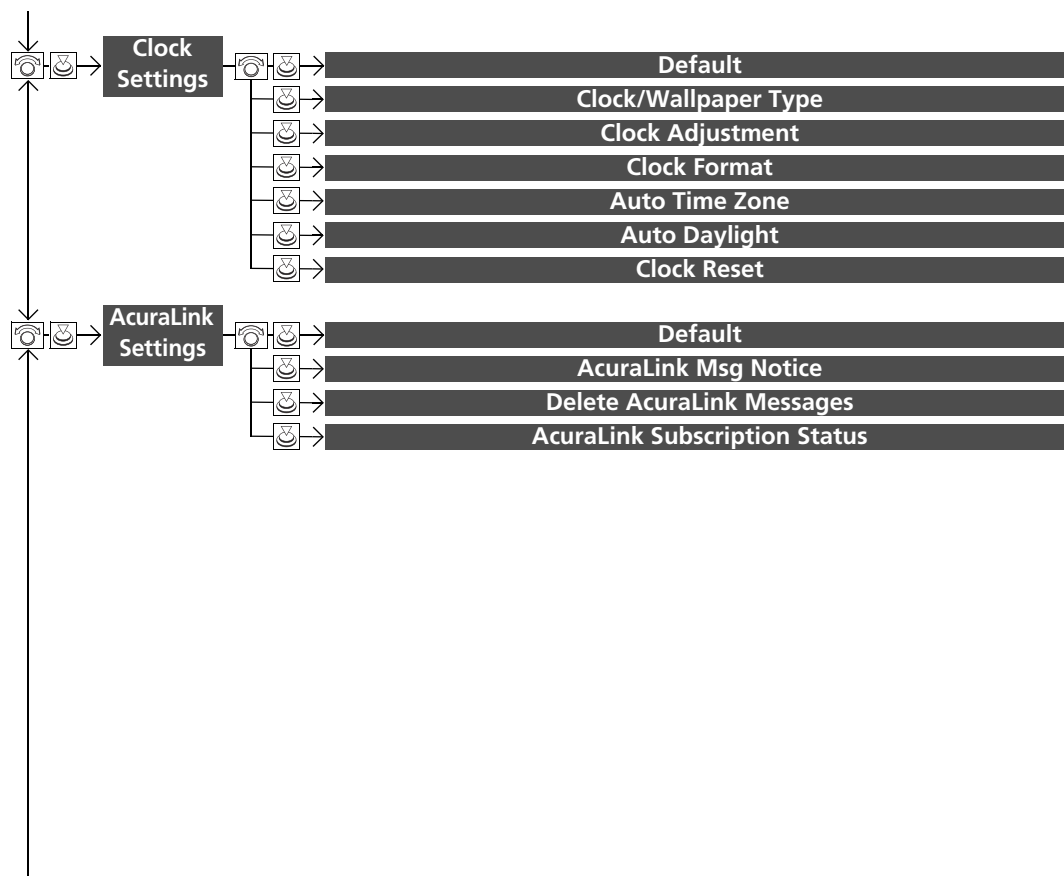 Clock
Settings
Default
Clock/Wallpaper Type
Clock Adjustment
Clock Format
Auto Time Zone
Auto Daylight
Clock Reset
AcuraLink
Settings
Default
AcuraLink Msg Notice
Delete AcuraLink Messages
AcuraLink Subscription Status